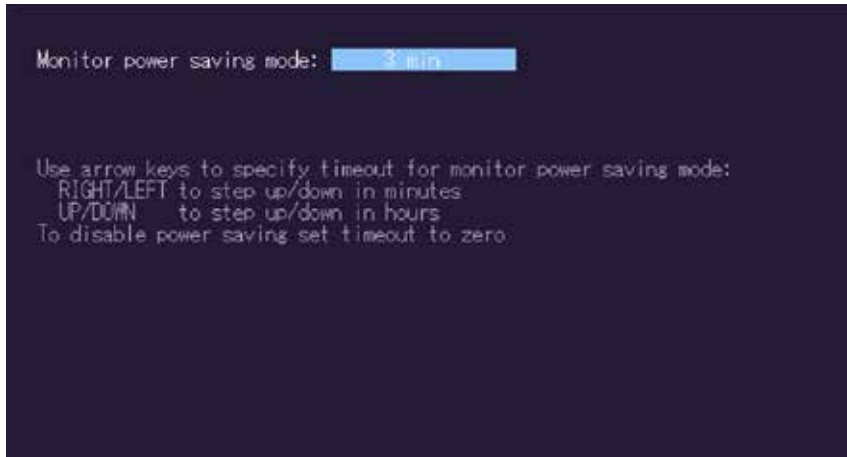 Monitor power saving mode: 3 min
Use arrow keys to specify timeout for monitor power saving mode:
RIGHT/LEFT to step up/down in minutes
UP/DOWN to step up/down in hours
To disable power saving set timeout to zero